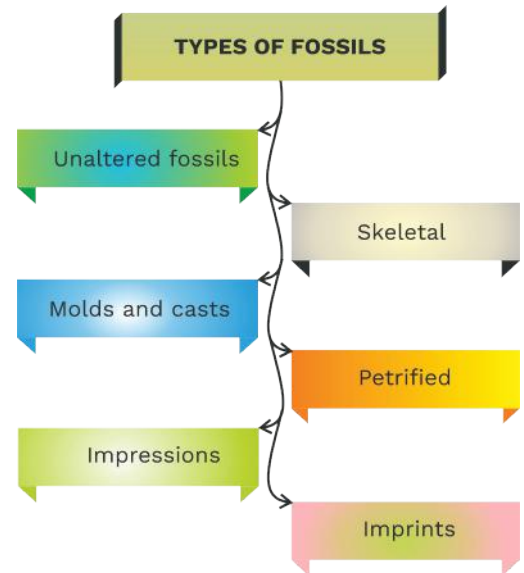 TYPES OF FOSSILS
Unaltered fossils
Skeletal
Molds and casts
Petrified
Impressions
Imprints